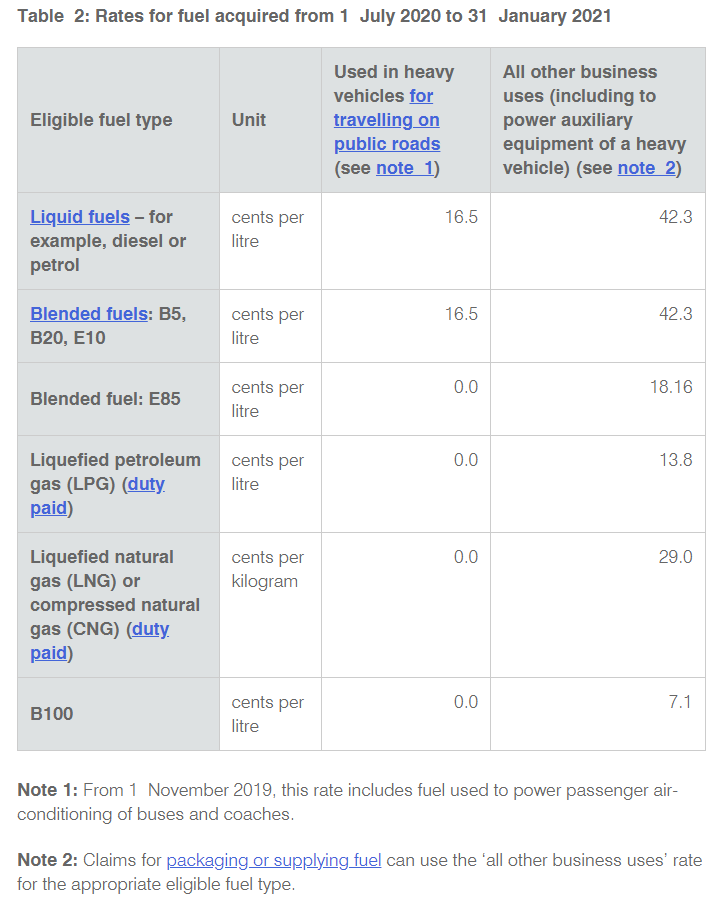 Table 2: Rates for fuel acquired from 1 July 2020 to 31 January 2021
Eligible fuel type
Unit
Used in heavy
vehicles for
travelling on
public roads
(see note 1)
All other business
uses (including to
power auxiliary
equipment of a heavy
vehicle) (see note 2)
Liquid fuels – for
example, diesel or
petrol
cents per
litre
16.5
42.3
Blended fuels: B5,
B20, E10
cents per
litre
16.5
42.3
Blended fuel: E85
cents per
litre
0.0
18.16
Liquefied petroleum
gas (LPG) (duty
paid)
cents per
litre
0.0
13.8
Liquefied natural
gas (LNG) or
compressed natural
gas (CNG) (duty
paid)
cents per
kilogram
0.0
29.0
B100
cents per
litre
0.0
7.1
Note 1: From 1 November 2019, this rate includes fuel used to power passenger air-
conditioning of buses and coaches.
Note 2: Claims for packaging or supplying fuel can use the ‘all other business uses’ rate
for the appropriate eligible fuel type.